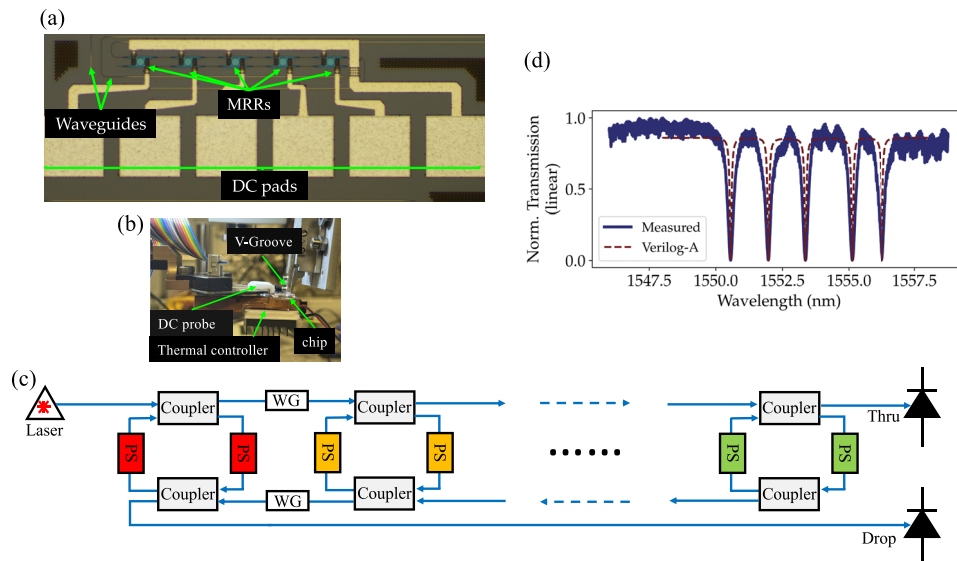 (a)
Waveguides
MRRs
DC pads
(b)
V-Groove
DC probe
Thermal controller
chip
(d)
Norm. Transmission
(linear)
1.0
0.5
0.0
Measured
Verilog-A
1547.5
1550.0
1552.5
1555.0
1557.5
Wavelength (nm)
(c)
Laser
Coupler
WG
Coupler
Coupler
Thru
PS
PS
PS
PS
PS
PS
Coupler
WG
Coupler
Coupler
Drop